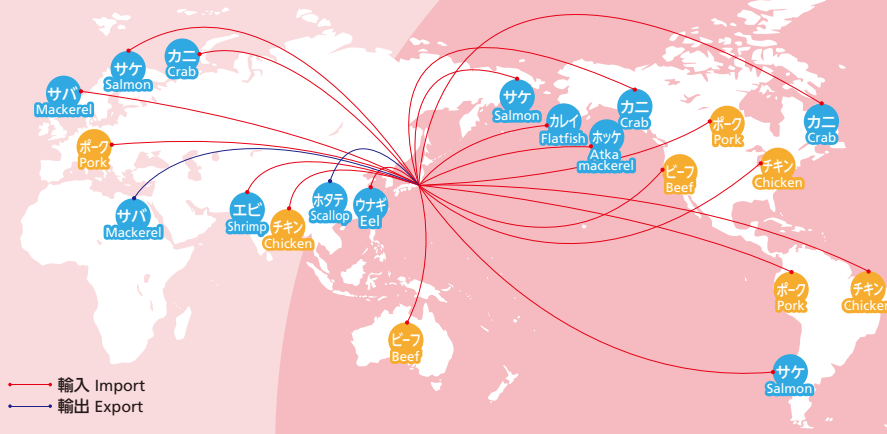 サケ
Salmon
カニ
Crab
サバ
Mackerel
ポーク
Pork
サバ
Mackerel
エビ
Shrimp
チキン
Chicken
ホタテ
Scallop
ウナギ
Eel
ビーフ
Beef
サケ
Salmon
カレイ
Flatfish
ホッケ
Atka
mackerel
カニ
Crab
ポーク
Pork
カニ
Crab
ビーフ
Beef
チキン
Chicken
ポーク
Pork
チキン
Chicken
サケ
Salmon
輸入 Import
輸出 Export